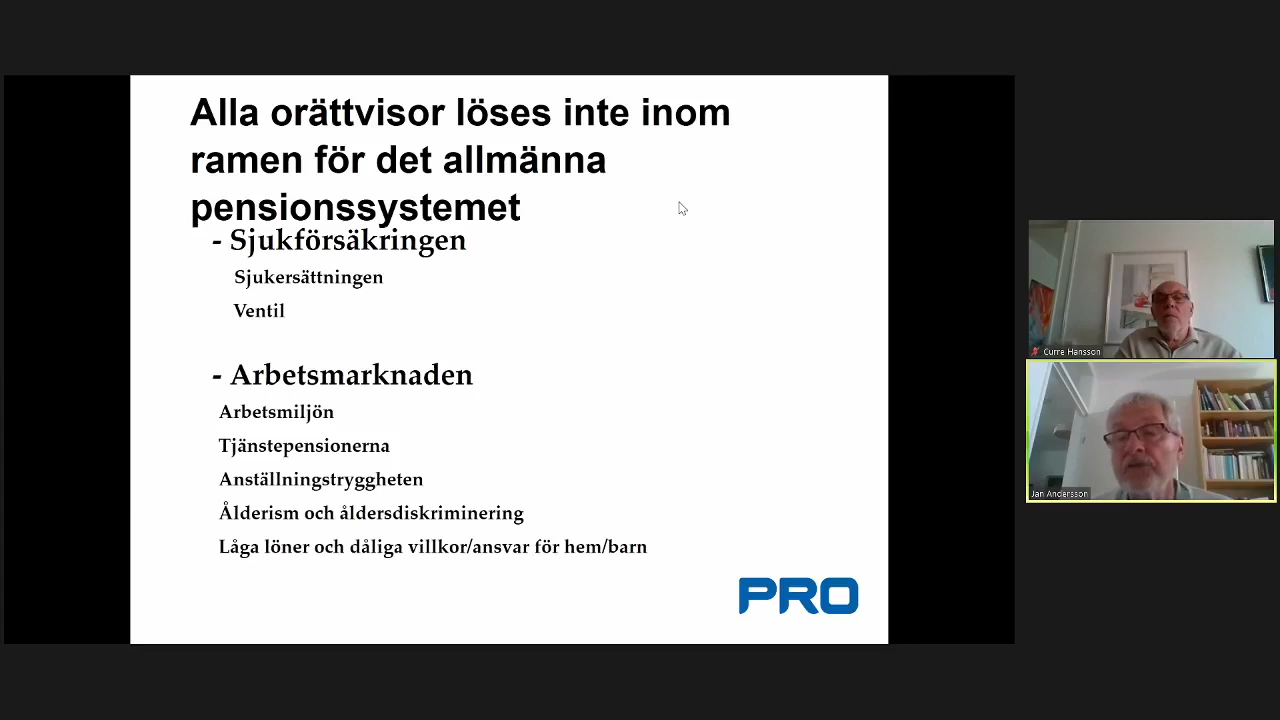 Alla orättvisor löses inte inom
ramen för det allmänna
pensionssystemet
- Sjukförsäkringen
Sjukersättningen
Ventil
- Arbetsmarknaden
Arbetsmiljön
Tjänstepensionerna
Anställningstryggheten
Ålderism och åldersdiskriminering
Låga löner och dåliga villkor/ansvar för hem/barn
PRO
Curre Hansson
Jan Andersson